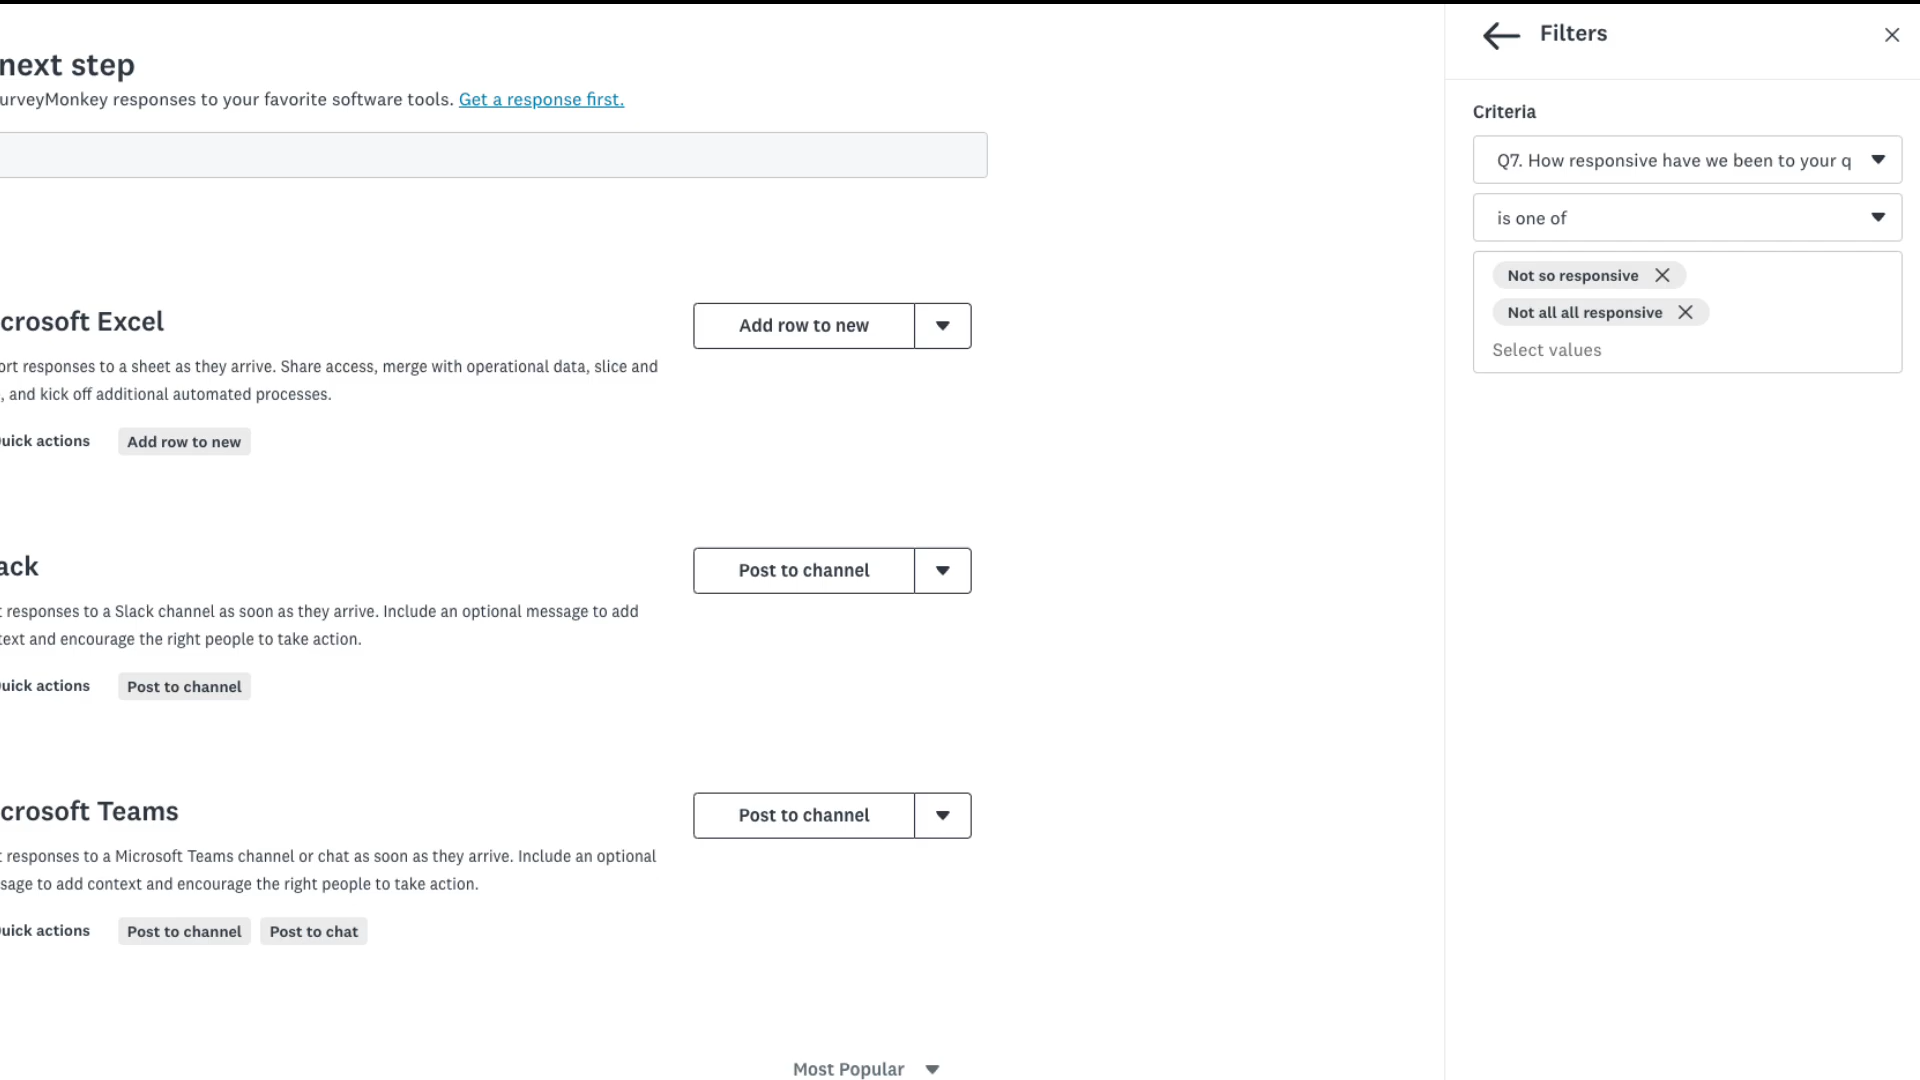 next step
urveyMonkey responses to your favorite software tools. Get a response first.
crosoft Excel
Add row to new
ort responses to a sheet as they arrive. Share access, merge with operational data, slice and
, and kick off additional automated processes.
uick actions Add row to new
ack
Post to channel
responses to a Slack channel as soon as they arrive. Include an optional message to add
text and encourage the right people to take action.
uick actions Post to channel
crosoft Teams
Post to channel
responses to a Microsoft Teams channel or chat as soon as they arrive. Include an optional
sage to add context and encourage the right people to take action.
uick actions Post to channel Post to chat
Most Popular
Filters
Criteria
Q7. How responsive have we been to your q
is one of
Not so responsive
Not all all responsive
Select values